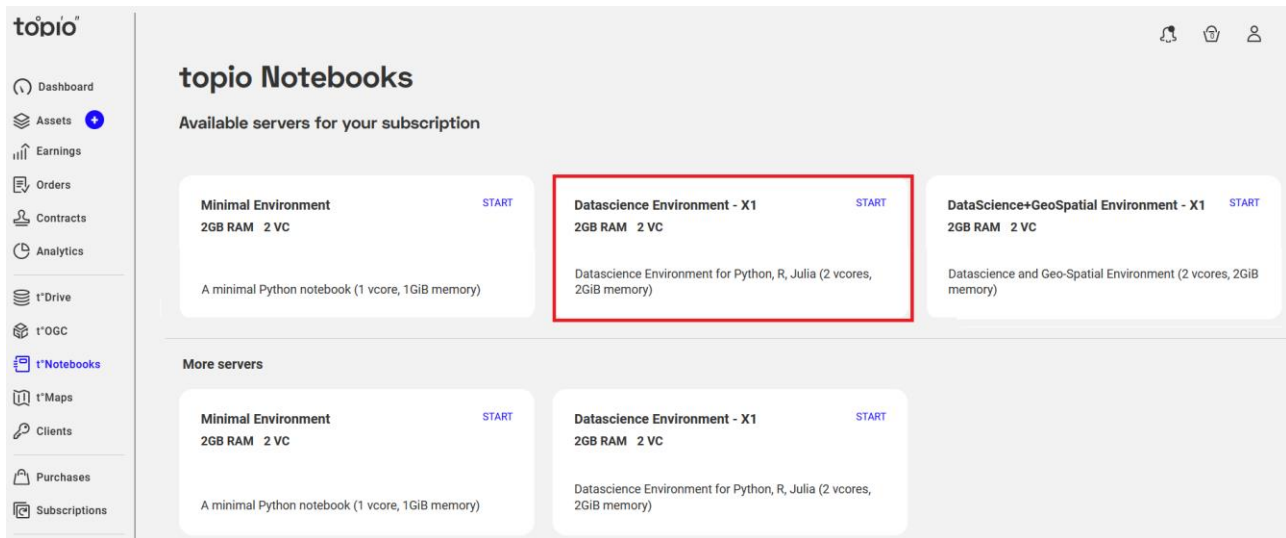 topio
Dashboard
Assets +
Earnings
Orders
Contracts
Analytics
t°Drive
t°OGC
t°Notebooks
t°Maps
Clients
Purchases
Subscriptions
0
topio Notebooks
Available servers for your subscription
Minimal Environment START
2GB RAM 2 VC
A minimal Python notebook (1 vcore, 1GiB memory)
Datascience Environment - X1 START
2GB RAM 2 VC
Datascience Environment for Python, R, Julia (2 vcores,
2GiB memory)
DataScience+GeoSpatial Environment - X1 START
2GB RAM 2 VC
Datascience and Geo-Spatial Environment (2 vcores, 2GiB
memory)
More servers
Minimal Environment START
2GB RAM 2 VC
A minimal Python notebook (1 vcore, 1GiB memory)
Datascience Environment - X1 START
2GB RAM 2 VC
Datascience Environment for Python, R, Julia (2 vcores,
2GiB memory)